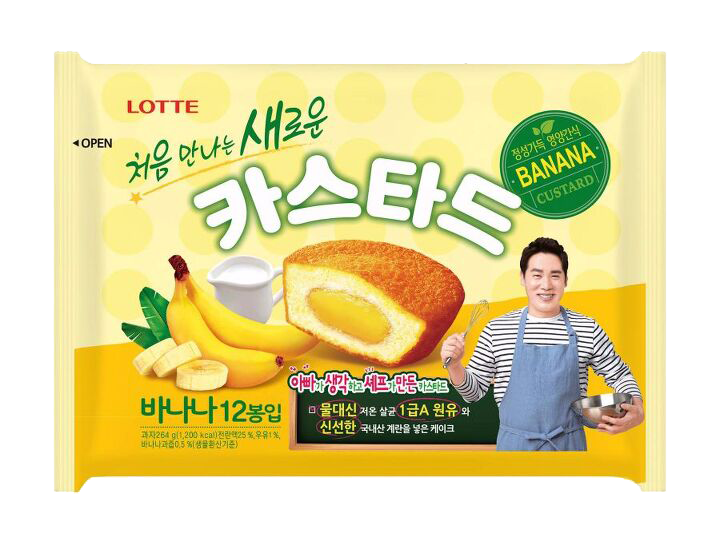 LOTTE
OPEN
처음 만나는 새로운
카스타드
정성가득 영양간식
BANANA
CUSTARD
아빠가 생각하고 셰프가 만든 카스타드
물대신 저온 살균 1급A 원유 와
신선한 국내산 계란을 넣은 케이크
바나나 12봉입
과자264 g(1,200 kcal)전란액25 %,우유1 %,
바나나과즙0.5 %(생물환산기준)